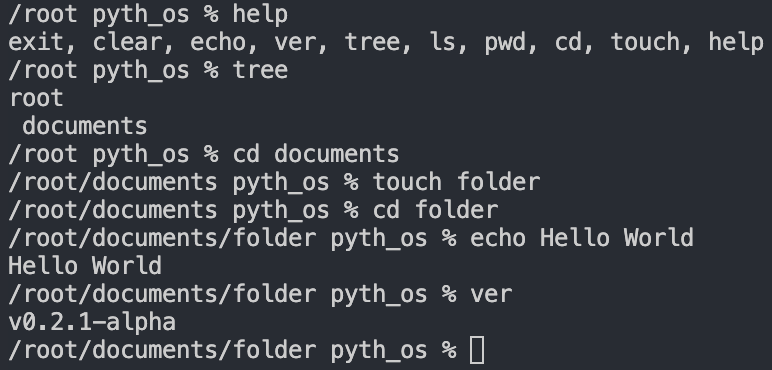 /root pyth_os % help
exit, clear, echo, ver, tree, ls, pwd, cd, touch, help
/root pyth_os % tree
root
 documents
/root pyth_os % cd documents
/root/documents pyth_os % touch folder
/root/documents pyth_os % cd folder
/root/documents/folder pyth_os % echo Hello World
Hello World
/root/documents/folder pyth_os % ver
v0.2.1-alpha
/root/documents/folder pyth_os %